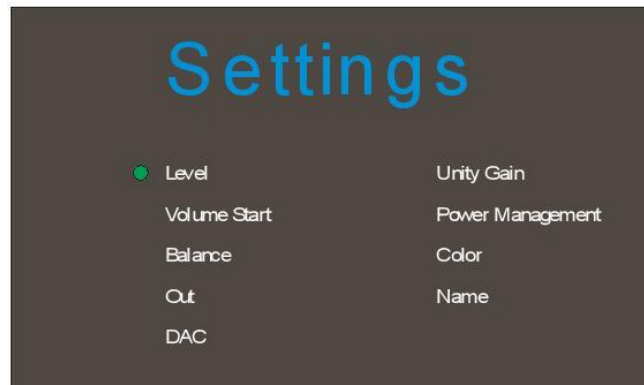 Settings
Level
Volume Start
Balance
Out
DAC
Unity Gain
Power Management
Color
Name